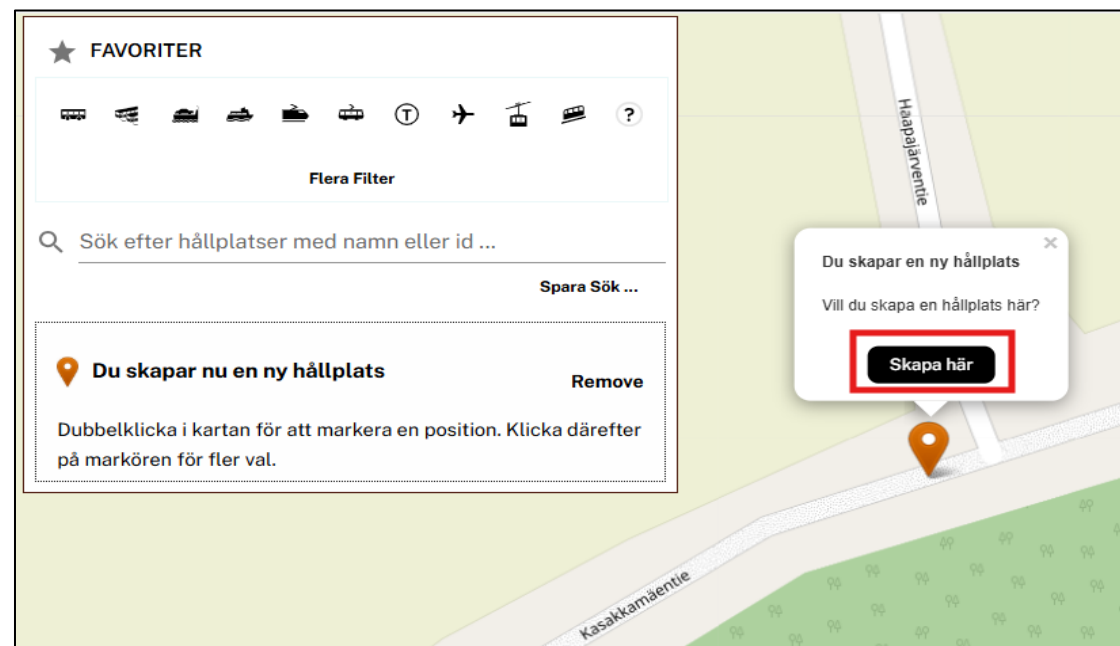 FAVORITER
T
?
Flera Filter
Sök efter hållplatser med namn eller id ...
Spara Sök ...
Du skapar nu en ny hållplats
Remove
Dubbelklicka i kartan för att markera en position. Klicka därefter
på markören för fler val.
Haapajärventie
×
Du skapar en ny hållplats
Vill du skapa en hållplats här?
Skapa här
Kasakkamäentie